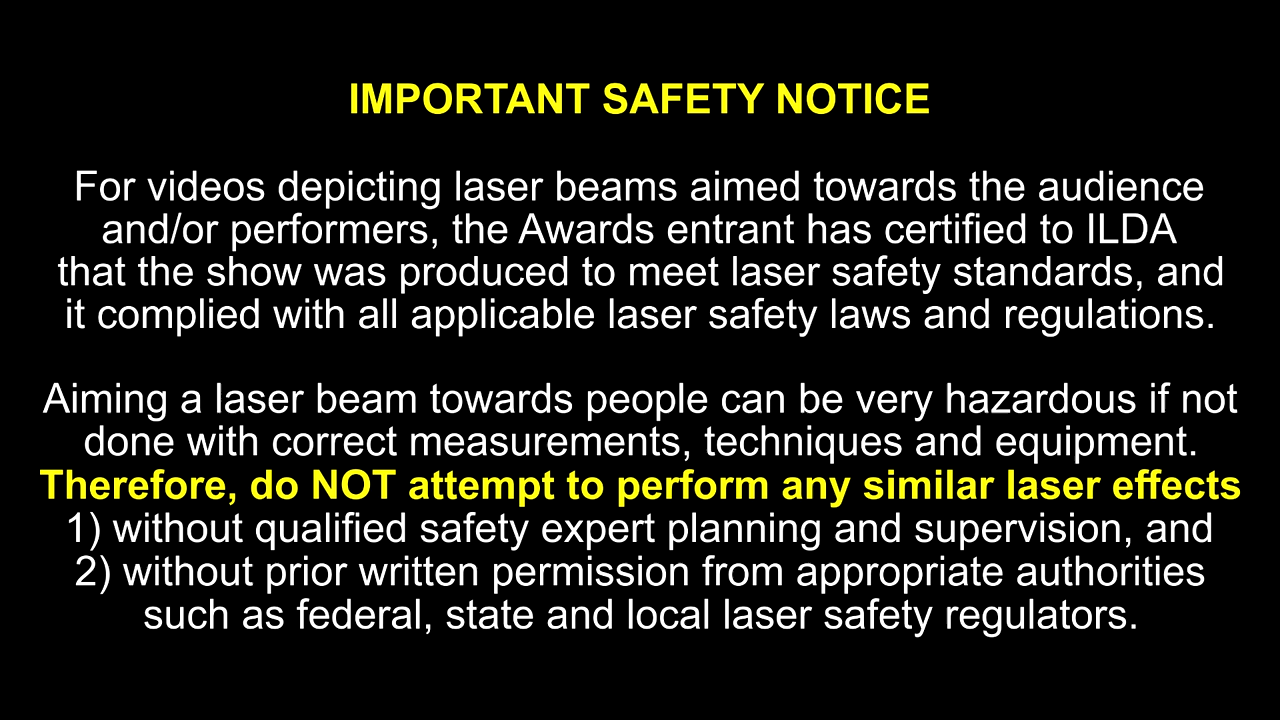 IMPORTANT SAFETY NOTICE
For videos depicting laser beams aimed towards the audience
and/or performers, the Awards entrant has certified to ILDA
that the show was produced to meet laser safety standards, and
it complied with all applicable laser safety laws and regulations.
Aiming a laser beam towards people can be very hazardous if not
done with correct measurements, techniques and equipment.
Therefore, do NOT attempt to perform any similar laser effects
1) without qualified safety expert planning and supervision, and
2) without prior written permission from appropriate authorities
such as federal, state and local laser safety regulators.